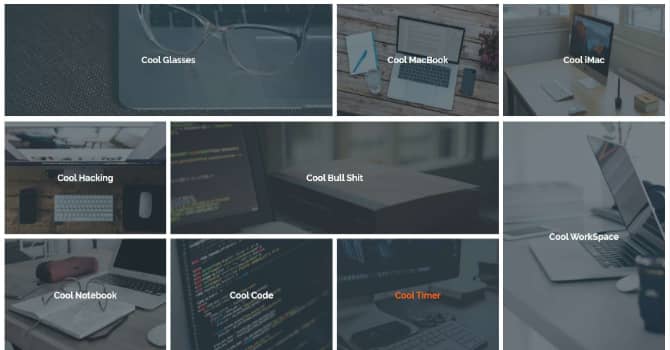 Cool Glasses
Cool MacBook
Cool iMac
Cool Hacking
Cool Bull Shit
Cool WorkSpace
Cool Notebook
Cool Code
Cool Timer